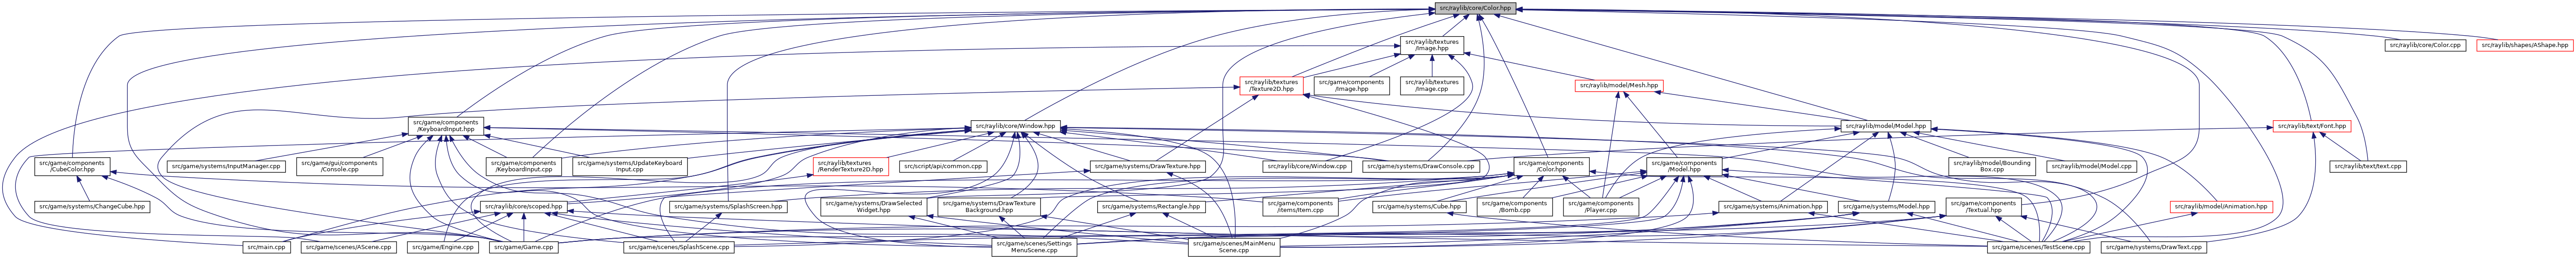 src/raylib/core/Color.hpp
src/raylib/textures
/Image.hpp
src/raylib/core/Color.cpp
src/raylib/shapes/AShape.hpp
src/raylib/textures
/Texture2D.hpp
src/game/components
/Image.hpp
src/raylib/textures
/Image.cpp
src/raylib/model/Mesh.hpp
src/game/components
/KeyboardInput.hpp
src/raylib/core/Window.hpp
src/raylib/model/Model.hpp
src/raylib/text/Font.hpp
src/game/components
/CubeColor.hpp
src/game/systems/InputManager.cpp
src/game/gui/components
/Console.cpp
src/game/components
/KeyboardInput.cpp
src/game/systems/UpdateKeyboard
Input.cpp
src/raylib/textures
/RenderTexture2D.hpp
src/script/api/common.cpp
src/game/systems/DrawTexture.hpp
src/raylib/core/Window.cpp
src/game/systems/DrawConsole.cpp
src/game/components
/Color.hpp
src/game/components
/Model.hpp
src/raylib/model/Bounding
Box.cpp
src/raylib/model/Model.cpp
src/raylib/text/text.cpp
src/game/systems/ChangeCube.hpp
src/raylib/core/scoped.hpp
src/game/systems/SplashScreen.hpp
src/game/systems/DrawSelected
Widget.hpp
src/game/systems/DrawTexture
Background.hpp
src/game/systems/Rectangle.hpp
src/game/components
/items/Item.cpp
src/game/systems/Cube.hpp
src/game/components
/Bomb.cpp
src/game/components
/Player.cpp
src/game/systems/Animation.hpp
src/game/systems/Model.hpp
src/game/components
/Textual.hpp
src/raylib/model/Animation.hpp
src/main.cpp
src/game/scenes/AScene.cpp
src/game/Engine.cpp
src/game/Game.cpp
src/game/scenes/SplashScene.cpp
src/game/scenes/Settings
MenuScene.cpp
src/game/scenes/MainMenu
Scene.cpp
src/game/scenes/TestScene.cpp
src/game/systems/DrawText.cpp